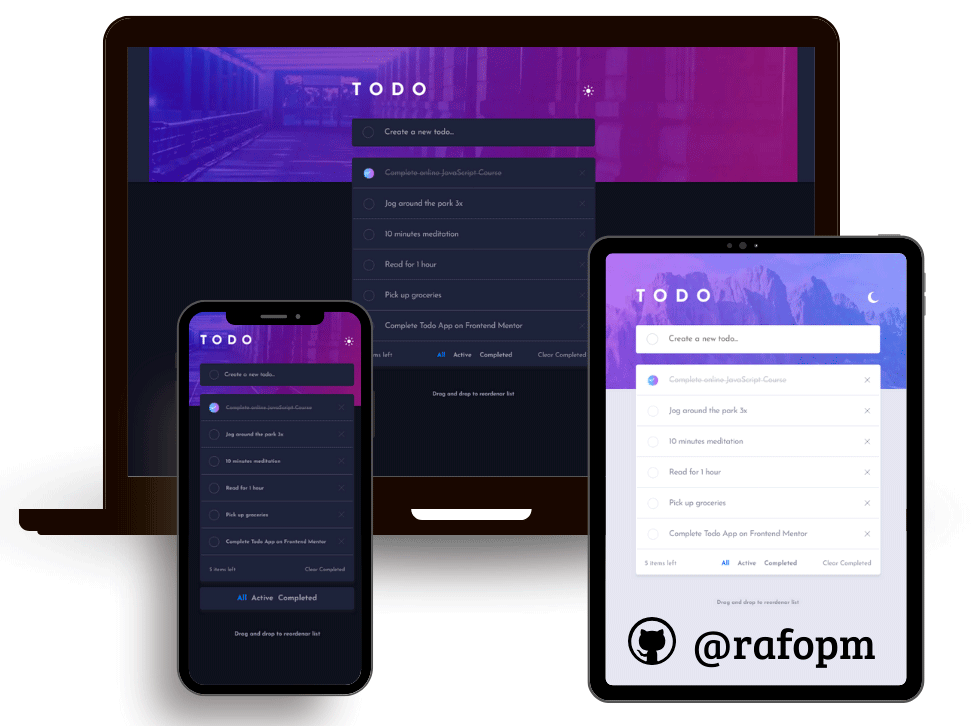 TODO
Create a new todo...
Complete online JavaScript Course
Jog around the park 3x
10 minutes meditation
Read for 1 hour
Pick up groceries
Complete Todo App on Frontend Mentor
ms left All Active Completed Clear Completed
Drag and drop to reordenar list
TODO
Create a new todo...
Complete online JavaScript Course
Jog around the park 3x
10 minutes meditation
Read for 1 hour
Pick up groceries
Complete Todo App on Frontend Mentor
5 items left Clear Completed
All Active Completed
Drag and drop to reordenar list
TODO
Create a new todo...
Complete online JavaScript Course
Jog around the park 3x
10 minutes meditation
Read for 1 hour
Pick up groceries
Complete Todo App on Frontend Mentor
5 items left All Active Completed Clear Completed
Drag and drop to reordenar list
@rafopm